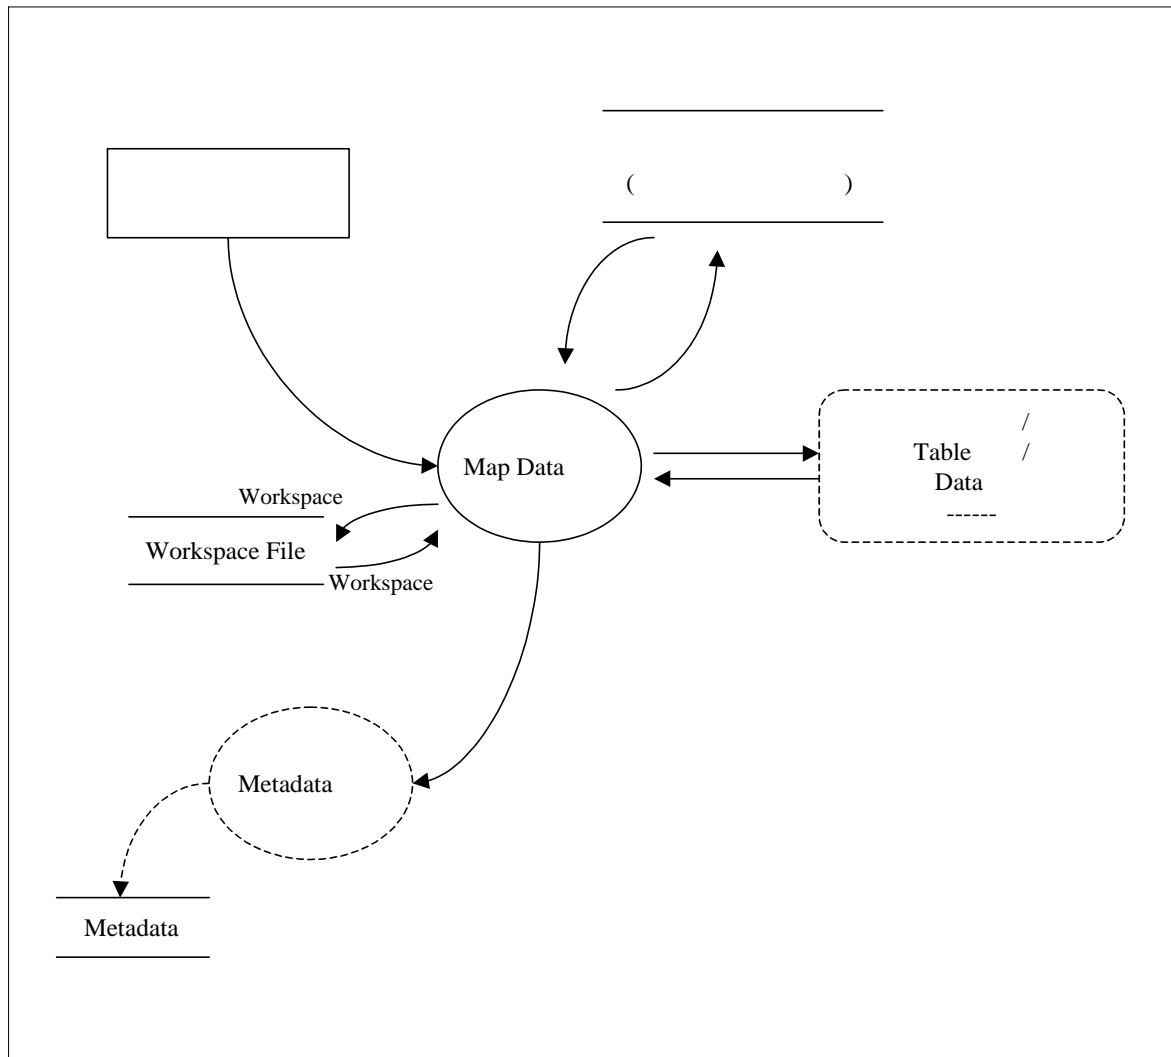 ( )
/
Table /
Data
------
Map Data
Workspace
Workspace File
Workspace
Metadata
Metadata